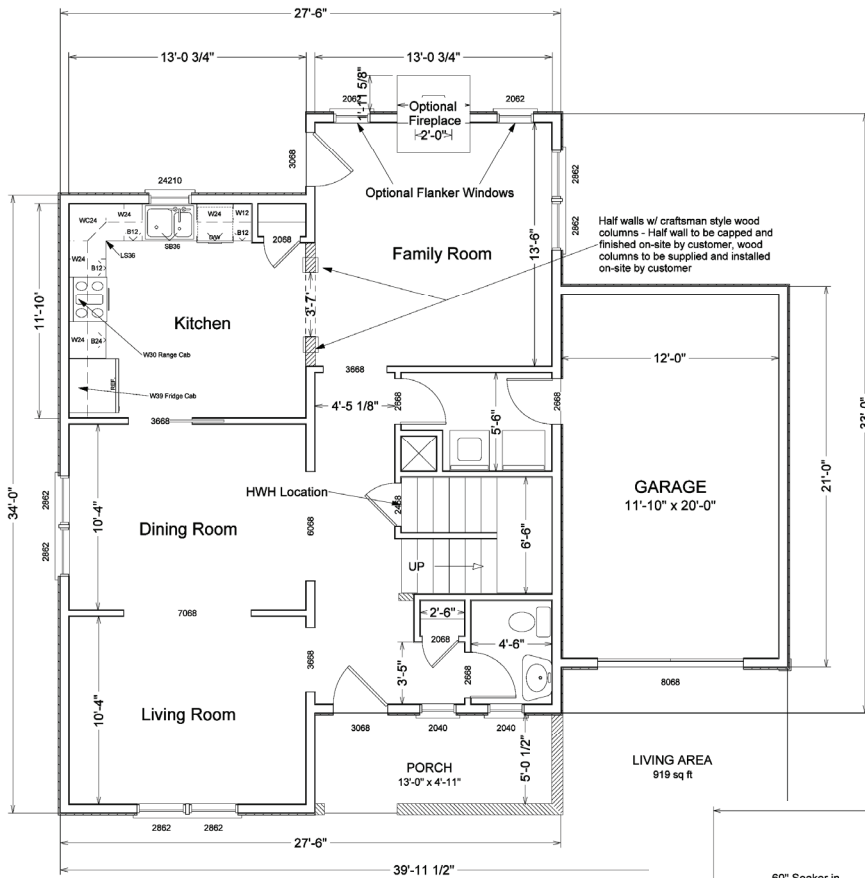 27'-6"
13'-0 3/4"
13'-0 3/4"
1'-11 5/8"
2062
Optional
Fireplace
2'-0"
2062
3068
Optional Flanker Windows
2862
2862
24210
W24
W24
W12
WC24
B12
SB36
DW
B12
2068
LS36
W24
B12
Family Room
13'-6"
Half walls w/ craftsman style wood
columns - Half wall to be capped and
finished on-site by customer, wood
columns to be supplied and installed
on-site by customer
11'-10"
Kitchen
3'-7"
W30 Range Cab
W24
B24
W39 Fridge Cab
REF.
12'-0"
3668
3668
4'-5 1/8"
2668
5'-6"
2668
33'-0"
34'-0"
2862
2862
10'-4"
Dining Room
HWH Location
6068
2468
UP
6'-6"
GARAGE
11'-10" x 20'-0"
21'-0"
7068
2'-6"
2068
4'-6"
3668
3'-5"
2668
10'-4"
Living Room
3068
2040
2040
8068
PORCH
13'-0" x 4'-11"
5'-0 1/2"
LIVING AREA
919 sq ft
2862
2862
27'-6"
39'-11 1/2"